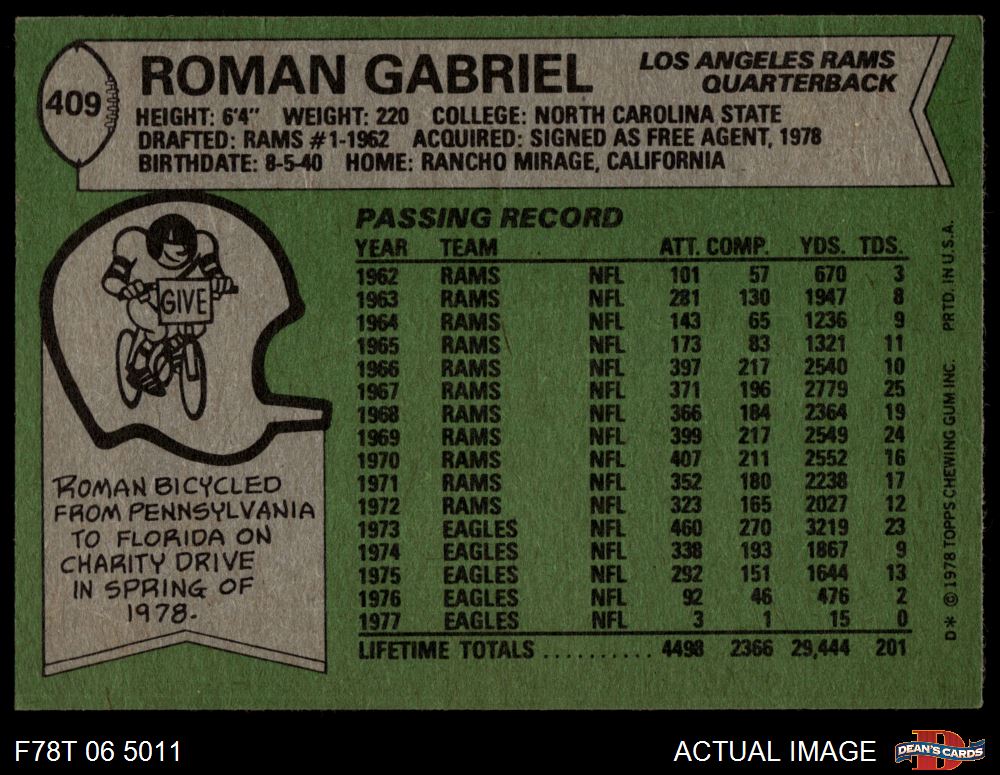 409
ROMAN GABRIEL
LOS ANGELES RAMS
QUARTERBACK
HEIGHT: 6'4" WEIGHT: 220 COLLEGE: NORTH CAROLINA STATE
DRAFTED: RAMS #1-1962 ACQUIRED: SIGNED AS FREE AGENT, 1978
BIRTHDATE: 8-5-40 HOME: RANCHO MIRAGE, CALIFORNIA
GIVE
ROMAN BICYCLED
FROM PENNSYLVANIA
TO FLORIDA ON
CHARITY DRIVE
IN SPRING OF
1978.
PASSING RECORD
YEAR TEAM ATT. COMP. YDS. TDS.
1962 RAMS NFL 101 57 670 3
1963 RAMS NFL 281 130 1947 8
1964 RAMS NFL 143 65 1236 9
1965 RAMS NFL 173 83 1321 11
1966 RAMS NFL 397 217 2540 10
1967 RAMS NFL 371 196 2779 25
1968 RAMS NFL 366 184 2364 19
1969 RAMS NFL 399 217 2549 24
1970 RAMS NFL 407 211 2552 16
1971 RAMS NFL 352 180 2238 17
1972 RAMS NFL 323 165 2027 12
1973 EAGLES NFL 460 270 3219 23
1974 EAGLES NFL 338 193 1867 9
1975 EAGLES NFL 292 151 1644 13
1976 EAGLES NFL 92 46 476 2
1977 EAGLES NFL 3 1 15 0
LIFETIME TOTALS .......... 4498 2366 29,444 201
D* © 1978 TOPPS CHEWING GUM INC. PRTD. IN U.S.A.
F78T 06 5011
ACTUAL IMAGE
D
DEAN'S CARDS